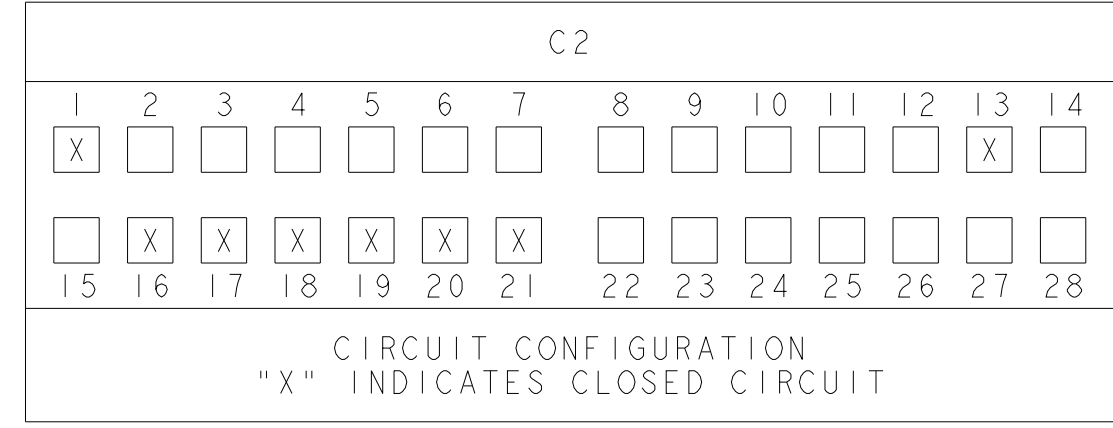 C2
1 2 3 4 5 6 7 8 9 10 11 12 13 14
X X
X X X X X X
15 16 17 18 19 20 21 22 23 24 25 26 27 28
CIRCUIT CONFIGURATION
"X" INDICATES CLOSED CIRCUIT